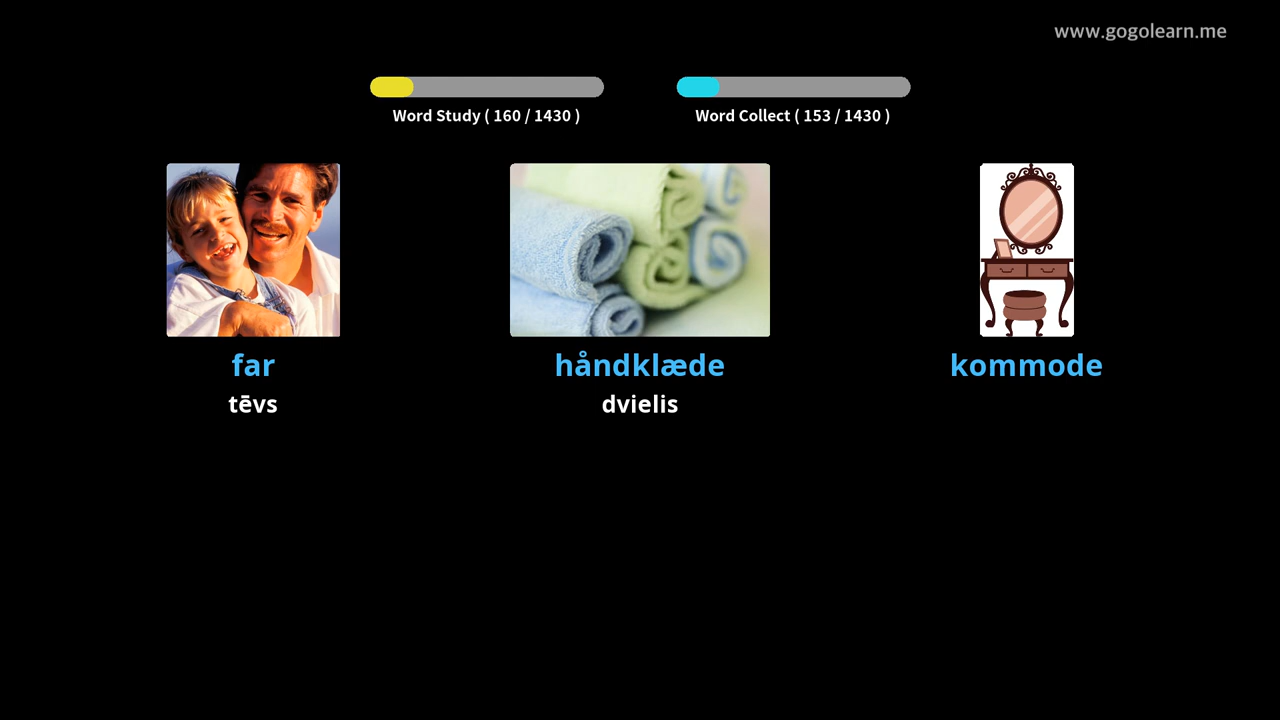 www.gogolearn.me
Word Study ( 160 / 1430 )
Word Collect ( 153 / 1430 )
far
håndklæde
kommode
tēvs
dvielis